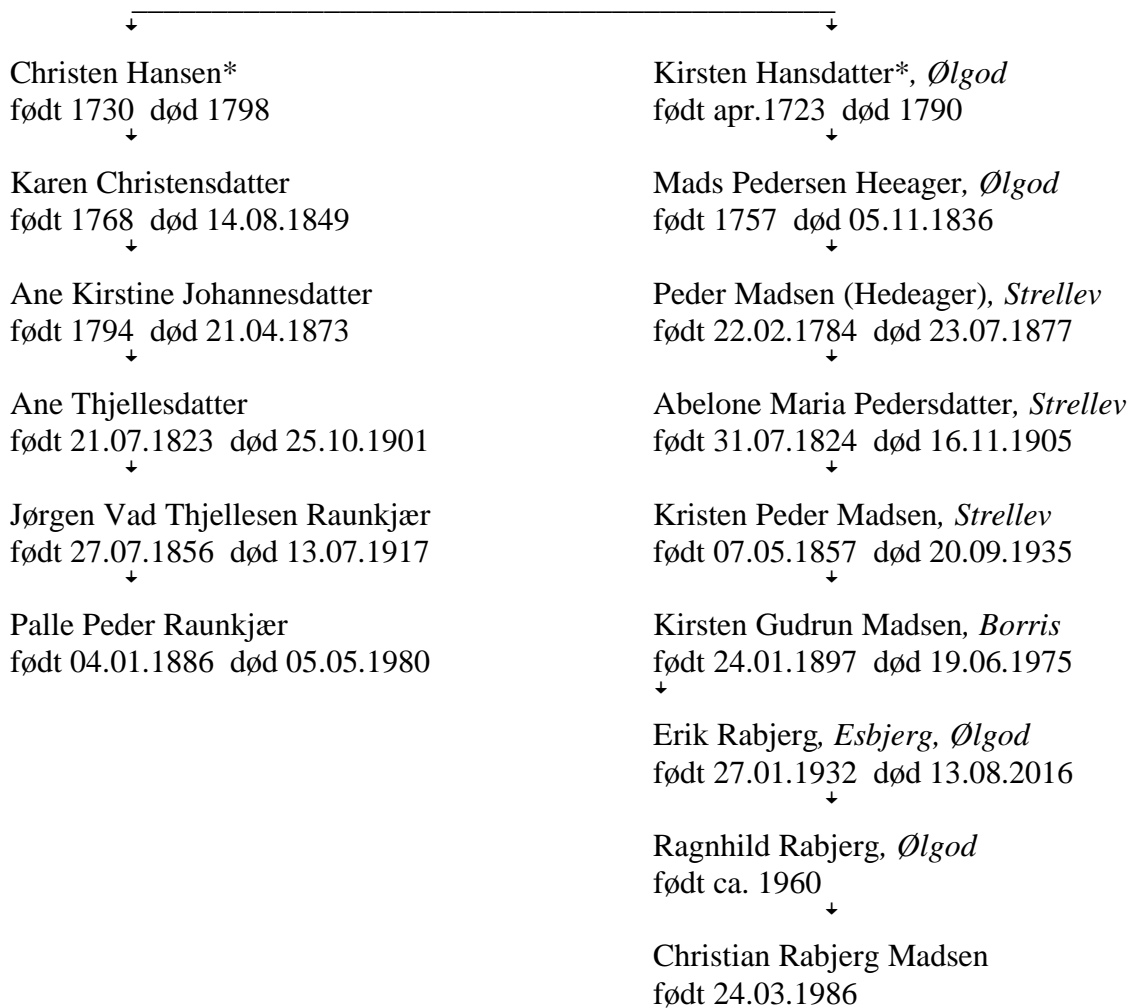 Christen Hansen*
født 1730  død 1798
Karen Christensdatter
født 1768  død 14.08.1849
Ane Kirstine Johannesdatter
født 1794  død 21.04.1873
Ane Thjellesdatter
født 21.07.1823  død 25.10.1901
Jørgen Vad Thjellesen Raunkjær
født 27.07.1856  død 13.07.1917
Palle Peder Raunkjær
født 04.01.1886  død 05.05.1980
Kirsten Hansdatter*, Ølgod
født apr.1723  død 1790
Mads Pedersen Heeager, Ølgod
født 1757  død 05.11.1836
Peder Madsen (Hedeager), Strellev
født 22.02.1784  død 23.07.1877
Abelone Maria Pedersdatter, Strellev
født 31.07.1824  død 16.11.1905
Kristen Peder Madsen, Strellev
født 07.05.1857  død 20.09.1935
Kirsten Gudrun Madsen, Borris
født 24.01.1897  død 19.06.1975
Erik Rabjerg, Esbjerg, Ølgod
født 27.01.1932  død 13.08.2016
Ragnhild Rabjerg, Ølgod
født ca. 1960
Christian Rabjerg Madsen
født 24.03.1986